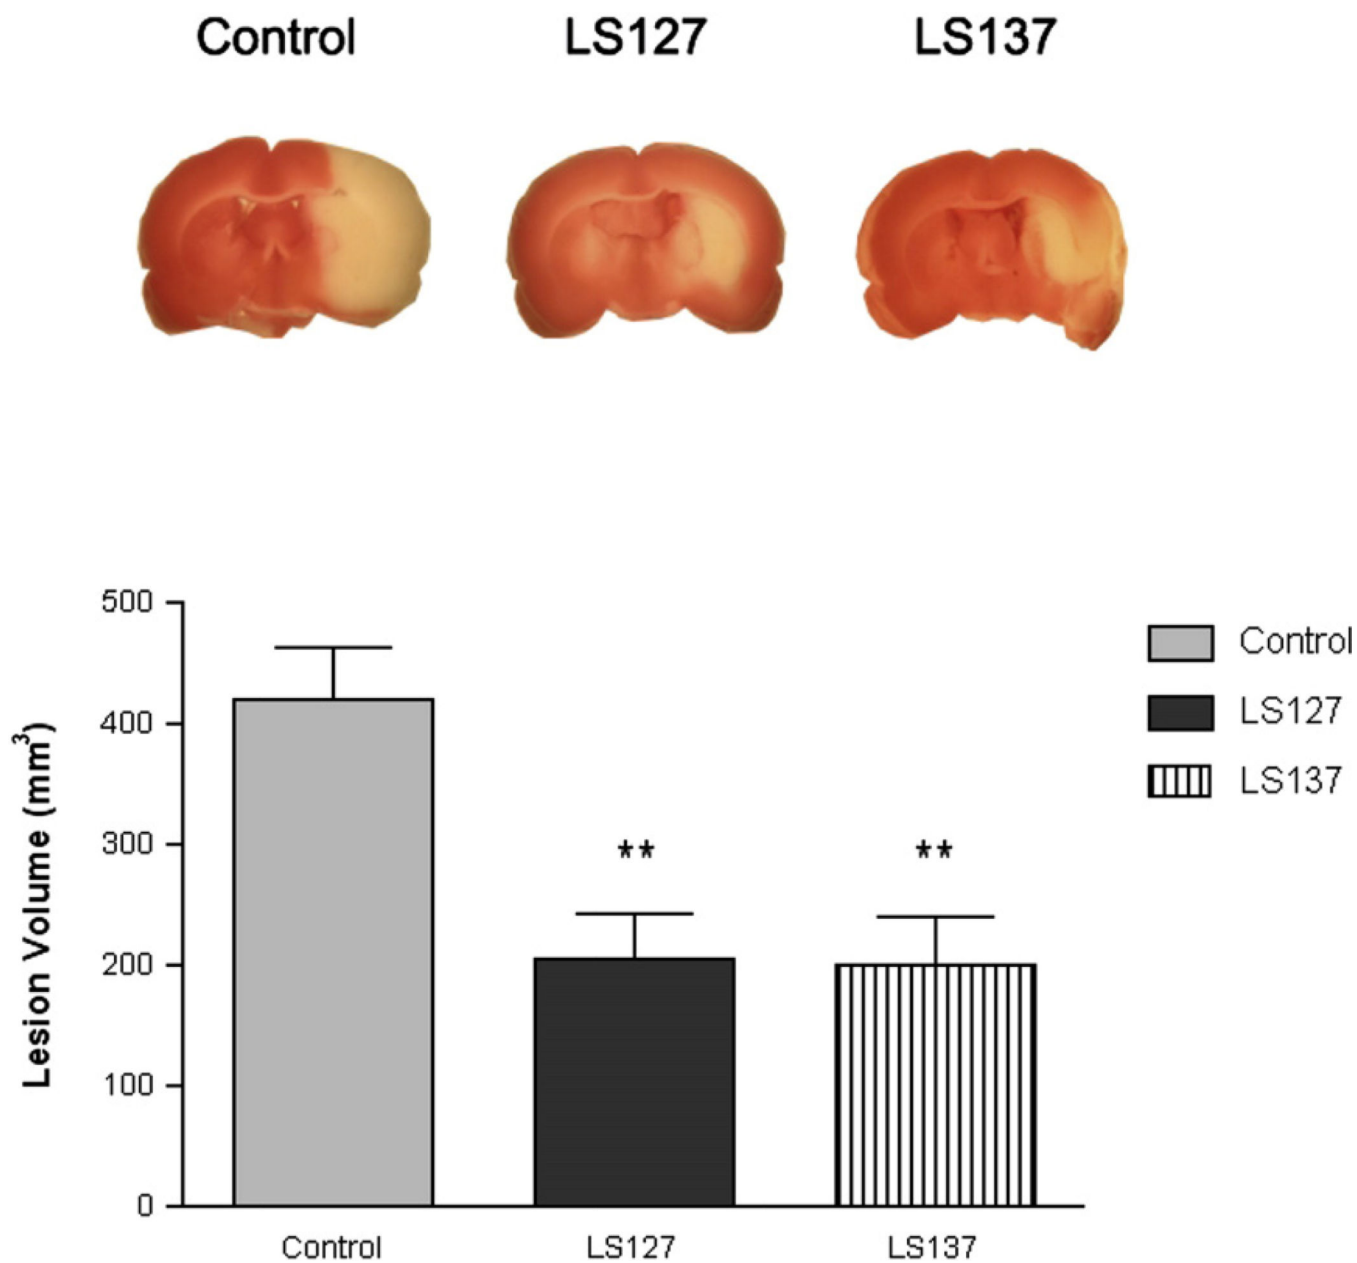 Control LS127 LS137
500
400
300
200
100
0
Lesion Volume (mm³)
** **
Control LS127 LS137
Control
LS127
LS137